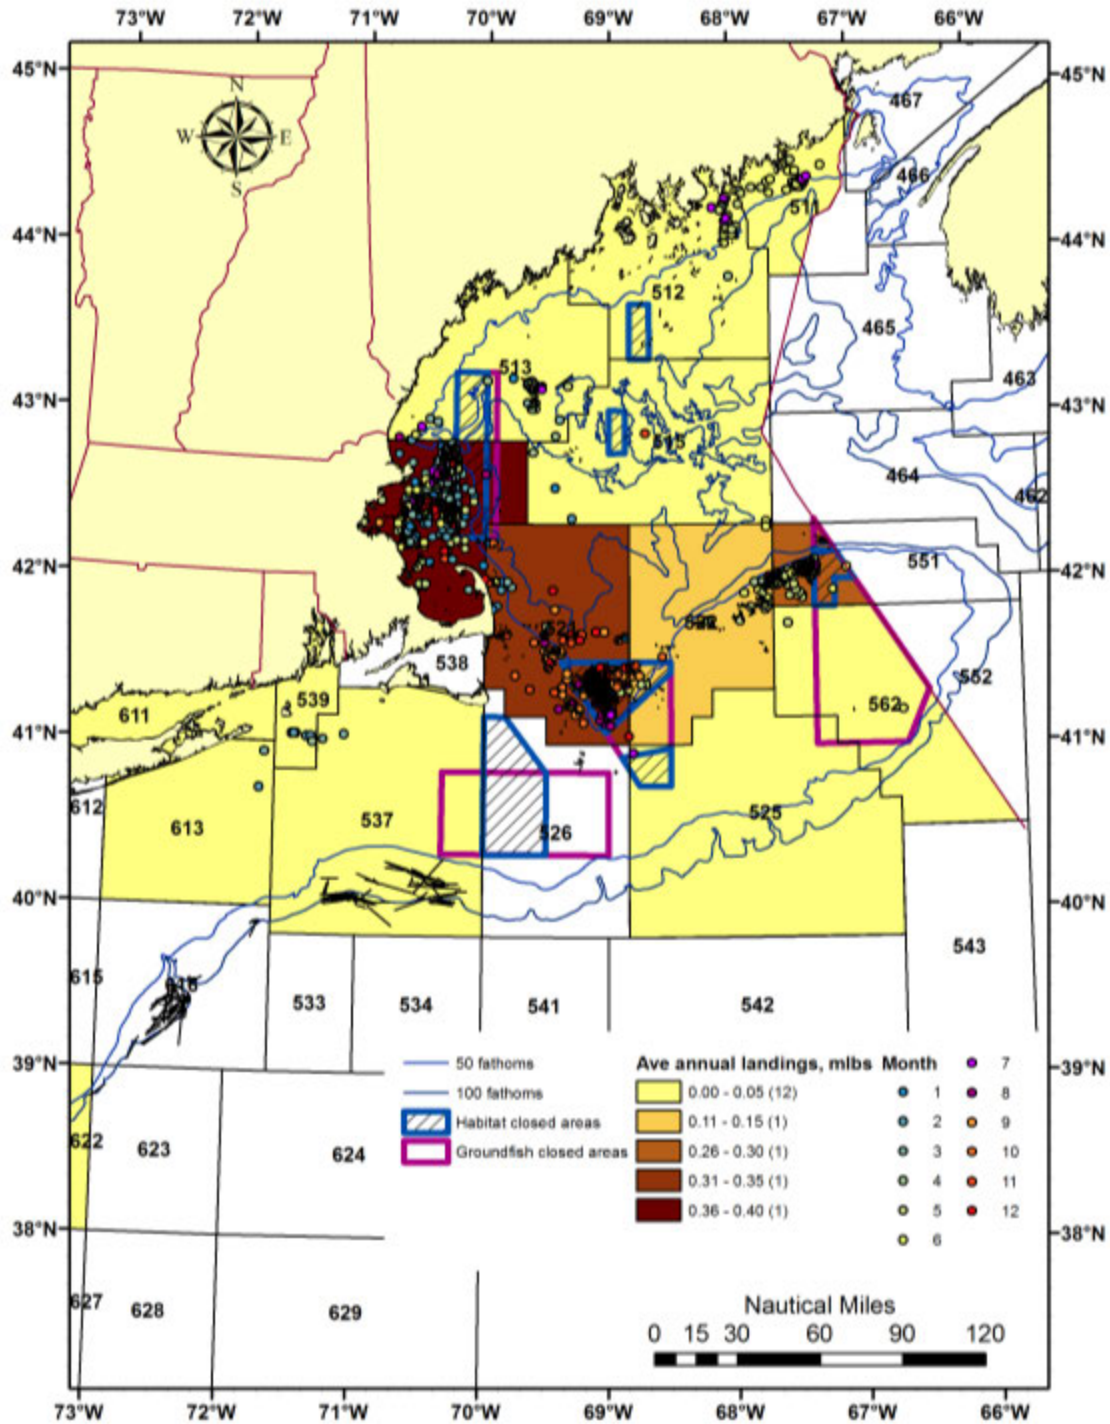 73°W 72°W 71°W 70°W 69°W 68°W 67°W 66°W
45°N 45°N
N
467
W E
S
466
511
44°N 44°N
512
465
513
463
43°N 43°N
515
464
462
42°N 42°N
551
521
538
552
539
562
611
41°N 41°N
612
613 537 526 525
40°N 40°N
543
615
616
533 534 541 542
39°N 39°N
50 fathoms
100 fathoms
Habitat closed areas
Groundfish closed areas
Ave annual landings, mlbs
0.00 - 0.05 (12)
0.11 - 0.15 (1)
0.26 - 0.30 (1)
0.31 - 0.35 (1)
0.36 - 0.40 (1)
Month
1
2
3
4
5
6
7
8
9
10
11
12
622
623
624
38°N 38°N
627
628
629
Nautical Miles
0 15 30 60 90 120
73°W 72°W 71°W 70°W 69°W 68°W 67°W 66°W